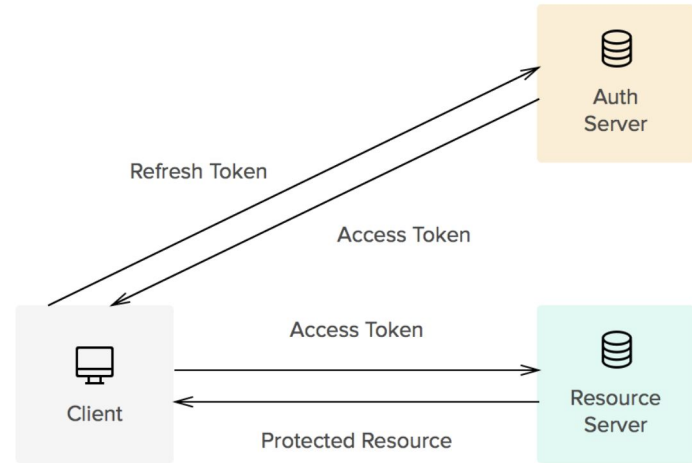 Auth
Server
Refresh Token
Access Token
Access Token
Client
Resource
Server
Protected Resource